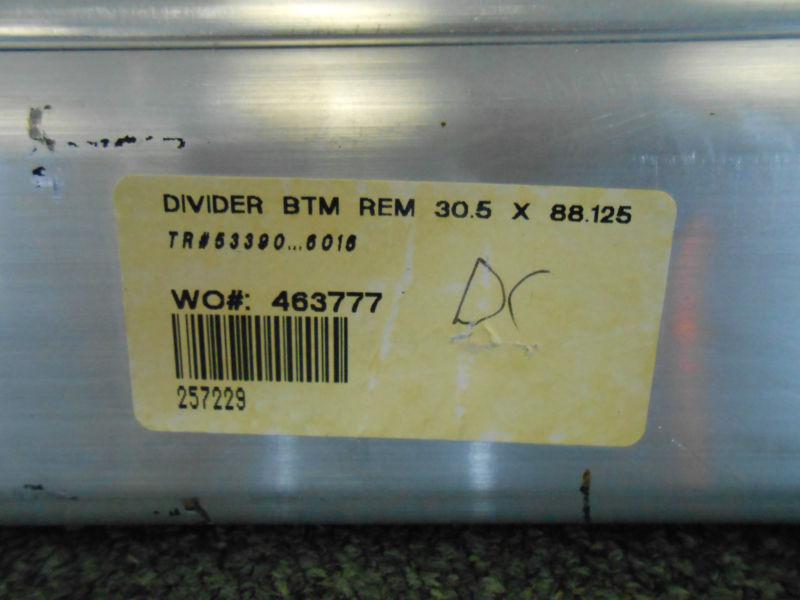 DIVIDER BTM REM 30.5 X 88.125
TR#53390...6016
DC
WO#: 463777
257229